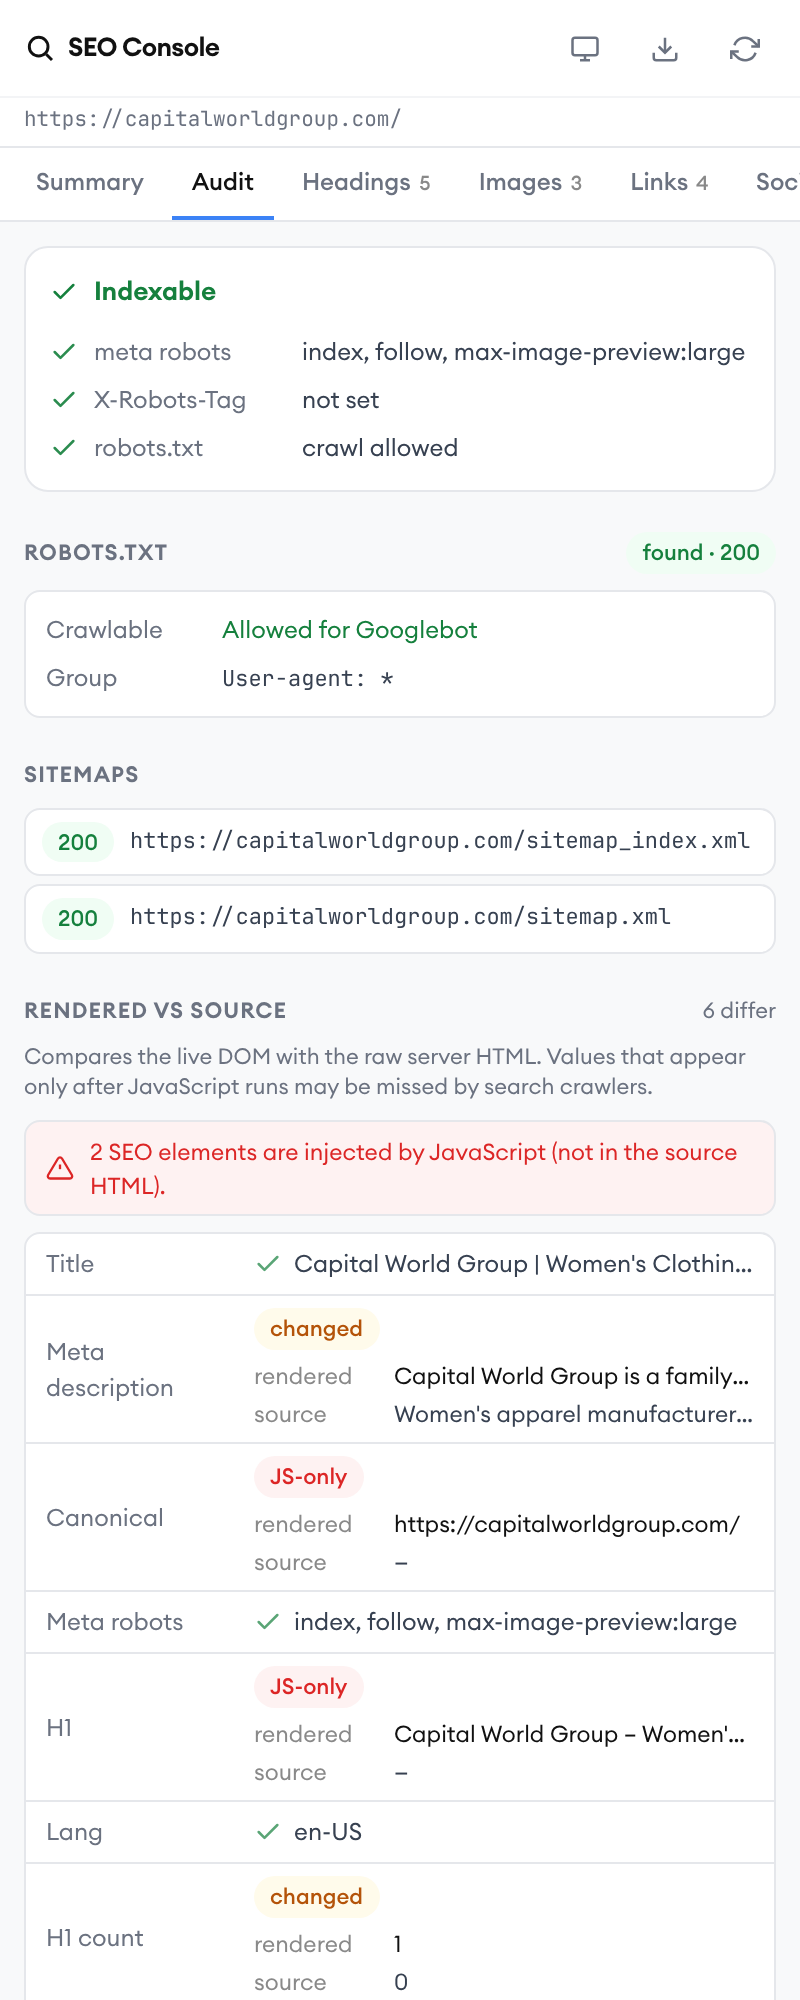 SEO Console
https://capitalworldgroup.com/
Summary Audit Headings 5 Images 3 Links 4 Soc
Indexable
meta robots index, follow, max-image-preview:large
X-Robots-Tag not set
robots.txt crawl allowed
ROBOTS.TXT found · 200
Crawlable Allowed for Googlebot
Group User-agent: *
SITEMAPS
200 https://capitalworldgroup.com/sitemap_index.xml
200 https://capitalworldgroup.com/sitemap.xml
RENDERED VS SOURCE 6 differ
Compares the live DOM with the raw server HTML. Values that appear
only after JavaScript runs may be missed by search crawlers.
2 SEO elements are injected by JavaScript (not in the source
HTML).
Title Capital World Group | Women's Clothin...
changed
Meta
description
rendered Capital World Group is a family...
source Women's apparel manufacturer...
JS-only
Canonical
rendered https://capitalworldgroup.com/
source –
Meta robots index, follow, max-image-preview:large
JS-only
H1
rendered Capital World Group – Women'...
source –
Lang en-US
changed
H1 count
rendered 1
source 0